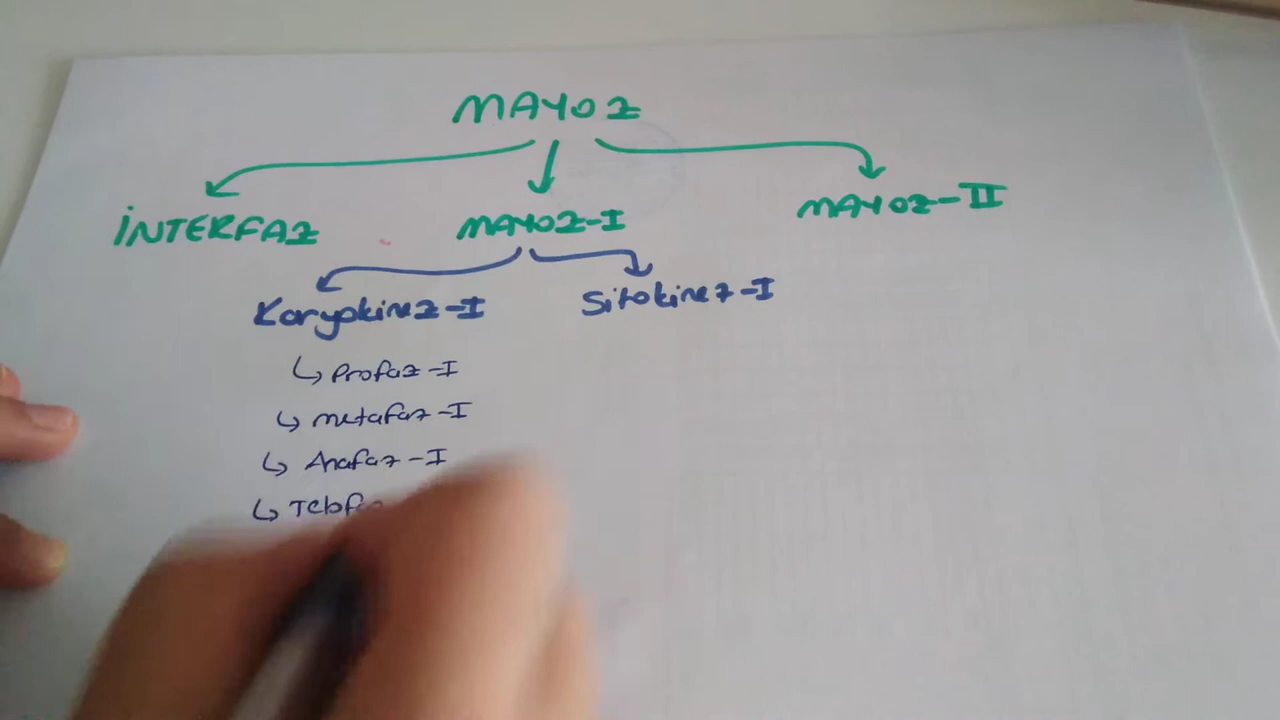 MAYOZ
İNTERFAZ MAYOZ-I MAYOZ-II
Karyokinez-I Sitokinez-I
↳ Profaz-I
↳ metafaz-I
↳ Anafaz-I
↳